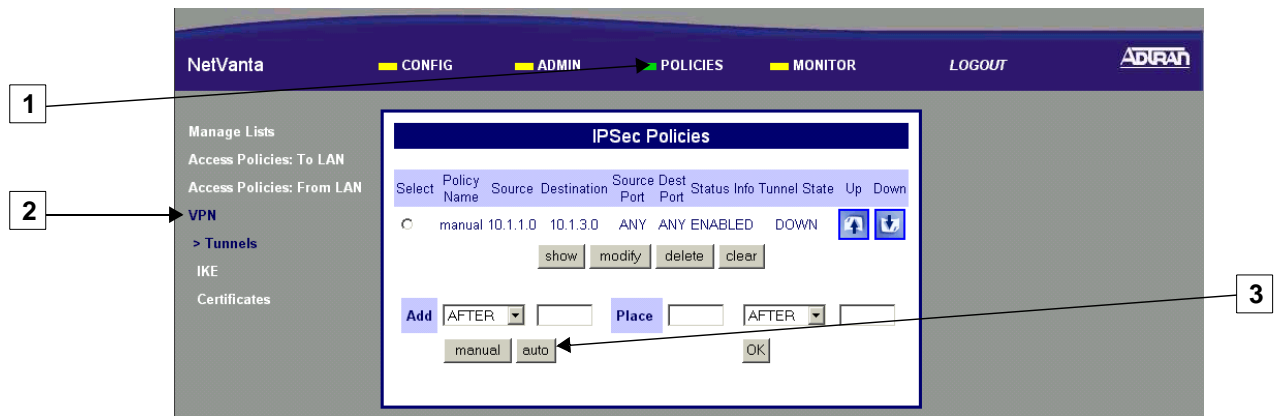 NetVanta CONFIG ADMIN POLICIES MONITOR LOGOUT ADTRAN
1
Manage Lists
Access Policies: To LAN
Access Policies: From LAN
2
VPN
> Tunnels
IKE
Certificates
IPSec Policies
Select Policy Name Source Destination Source Port Dest Port Status Info Tunnel State Up Down
manual 10.1.1.0 10.1.3.0 ANY ANY ENABLED DOWN
show modify delete clear
3
Add AFTER Place AFTER
manual auto OK